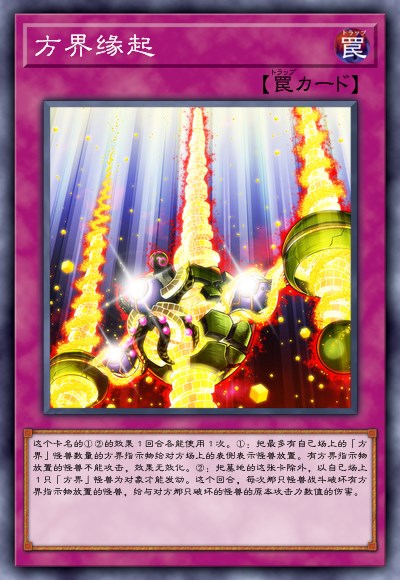 方界缘起
罠
トラップ
【罠カード】
トラップ
这个卡名的①②的效果1回合各能使用1次。①：把最多有自己场上的「方
界」怪兽数量的方界指示物给对方场上的表侧表示怪兽放置。有方界指示物
放置的怪兽不能攻击，效果无效化。②：把墓地的这张卡除外，以自己场上
1只「方界」怪兽为对象才能发动。这个回合，每次那只怪兽战斗破坏有方
界指示物放置的怪兽，给与对方那只破坏的怪兽的原本攻击力数值的伤害。